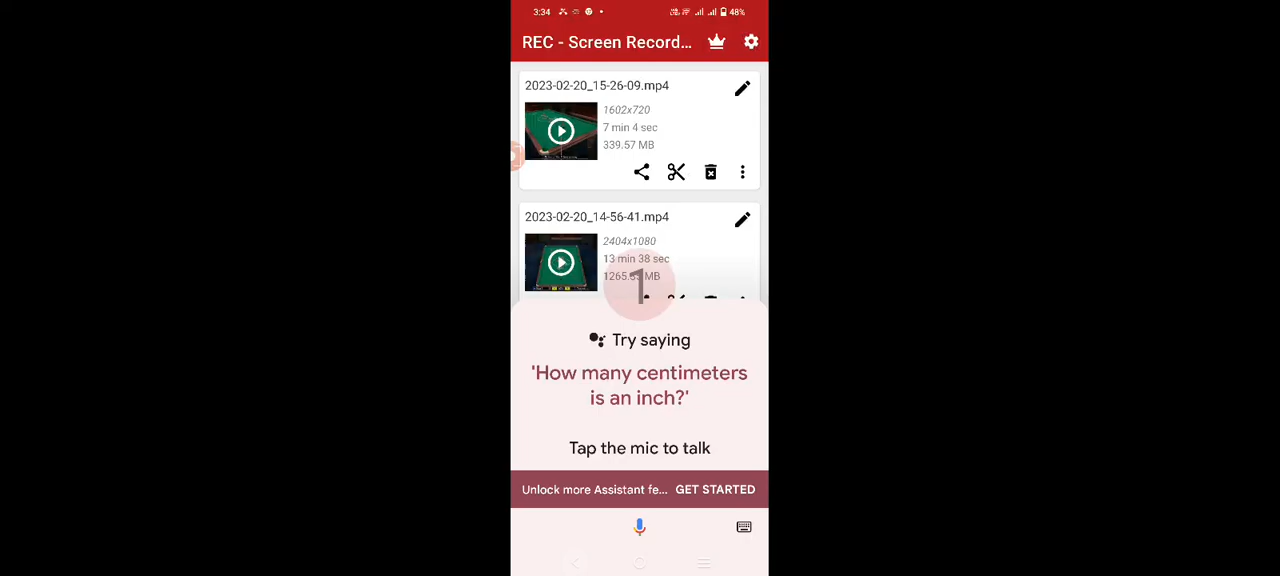 3:34
48%
REC - Screen Record...
2023-02-20_15-26-09.mp4
1602x720
7 min 4 sec
339.57 MB
2023-02-20_14-56-41.mp4
2404x1080
13 min 38 sec
MB
1
Try saying
'How many centimeters
is an inch?'
Tap the mic to talk
Unlock more Assistant fe... GET STARTED